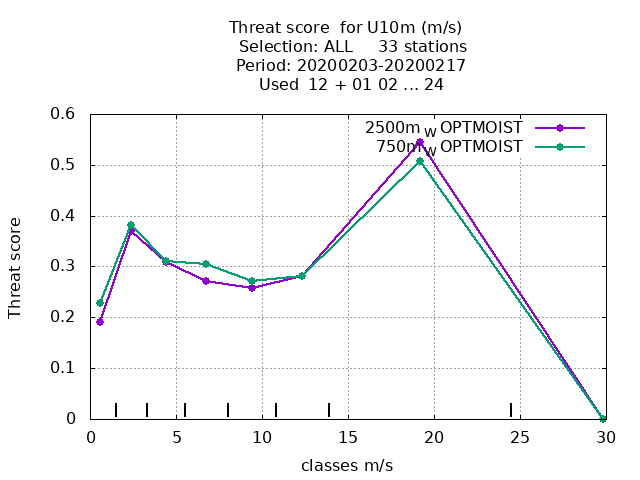 Threat score  for U10m (m/s)
Selection: ALL     33 stations
Period: 20200203-20200217
Used  12 + 01 02 ... 24
2500m_W OPTMOIST
750m_W OPTMOIST
0.6
0.5
0.4
0.3
0.2
0.1
0
Threat score
0 5 10 15 20 25 30
classes m/s